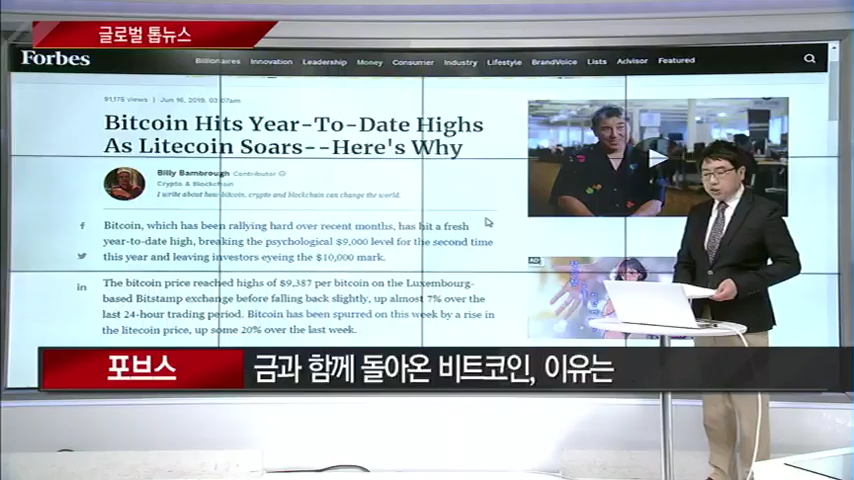 글로벌 톱뉴스
Forbes
Billionaires Innovation Leadership Money Consumer Industry Lifestyle BrandVoice Lists Advisor Featured
91,175 views | Jun 16, 2019, 03:07am
Bitcoin Hits Year-To-Date Highs
As Litecoin Soars--Here's Why
Billy Bambrough Contributor
Crypto & Blockchain
I write about how bitcoin, crypto and blockchain can change the world.
Bitcoin, which has been rallying hard over recent months, has hit a fresh
year-to-date high, breaking the psychological $9,000 level for the second time
this year and leaving investors eyeing the $10,000 mark.
The bitcoin price reached highs of $9,387 per bitcoin on the Luxembourg-
based Bitstamp exchange before falling back slightly, up almost 7% over the
last 24-hour trading period. Bitcoin has been spurred on this week by a rise in
the litecoin price, up some 20% over the last week.
AD
포브스
금과 함께 돌아온 비트코인, 이유는